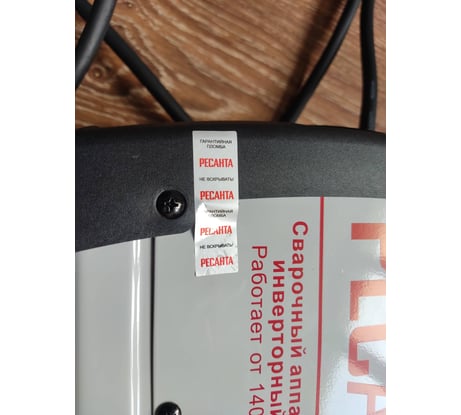 ГАРАНТИЙНАЯ
ПЛОМБА
РЕСАНТА
НЕ ВСКРЫВАТЬ!
РЕСАНТА
ГАРАНТИЙНАЯ
ПЛОМБА
РЕСАНТА
НЕ ВСКРЫВАТЬ!
РЕСАНТА
Сварочный аппа
инверторный
Работает от 140